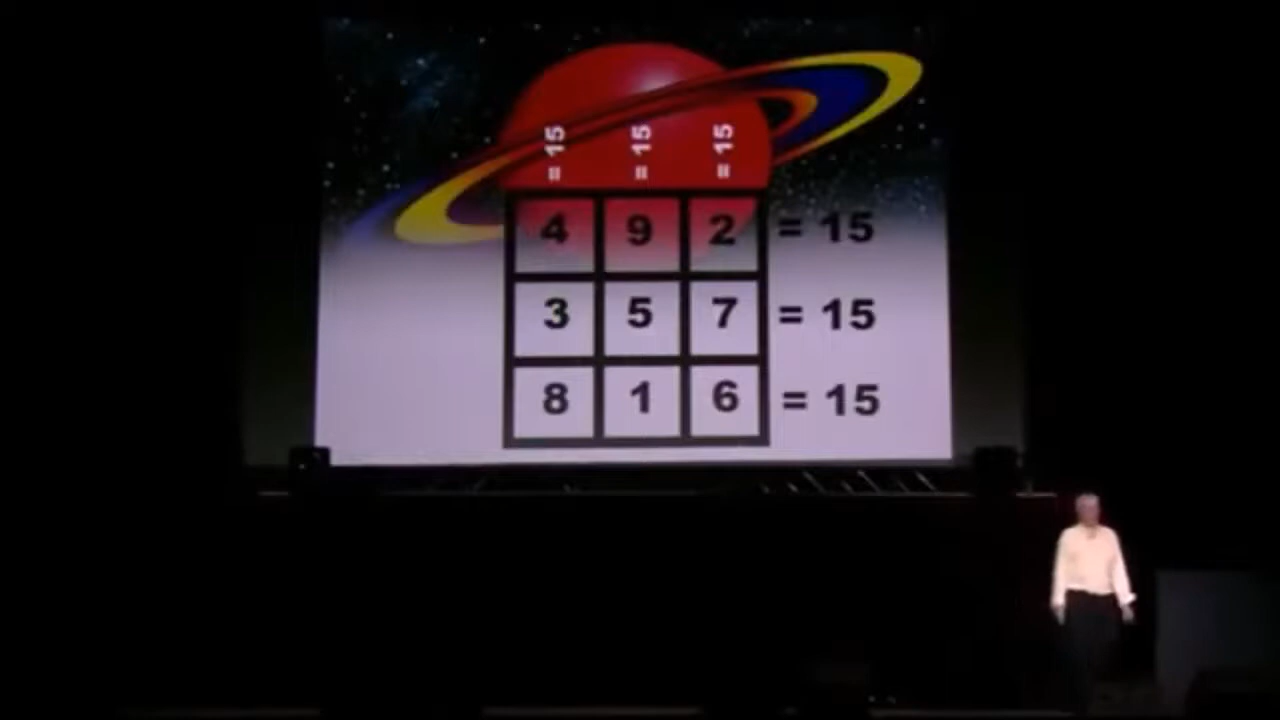 = 15 = 15 = 15
4 9 2 = 15
3 5 7 = 15
8 1 6 = 15